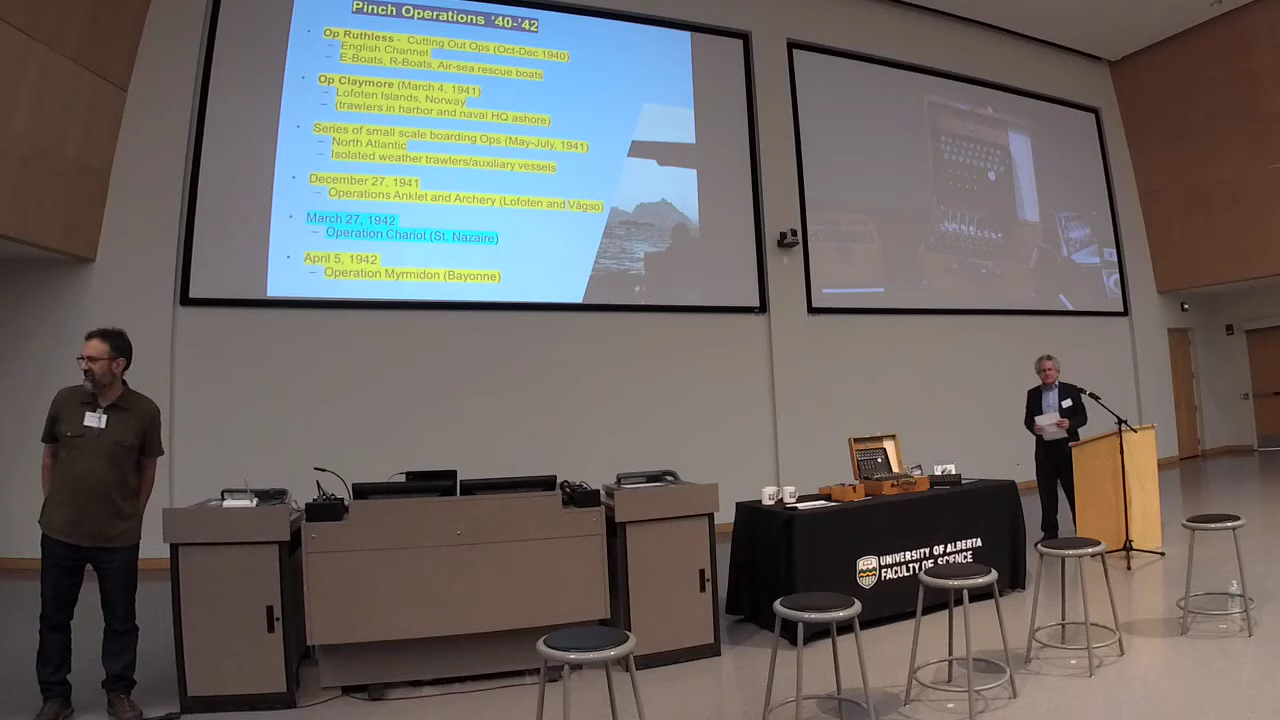 Pinch Operations ‘40-’42
• Op Ruthless – Cutting Out Ops (Oct-Dec 1940)
– English Channel
– E-Boats, R-Boats, Air-sea rescue boats
• Op Claymore (March 4, 1941)
– Lofoten Islands, Norway
– (trawlers in harbor and naval HQ ashore)
• Series of small scale boarding Ops (May-July, 1941)
– North Atlantic
– Isolated weather trawlers/auxiliary vessels
• December 27, 1941
– Operations Anklet and Archery (Lofoten and Vågso)
• March 27, 1942
– Operation Chariot (St. Nazaire)
• April 5, 1942
– Operation Myrmidon (Bayonne)
UNIVERSITY OF ALBERTA
FACULTY OF SCIENCE